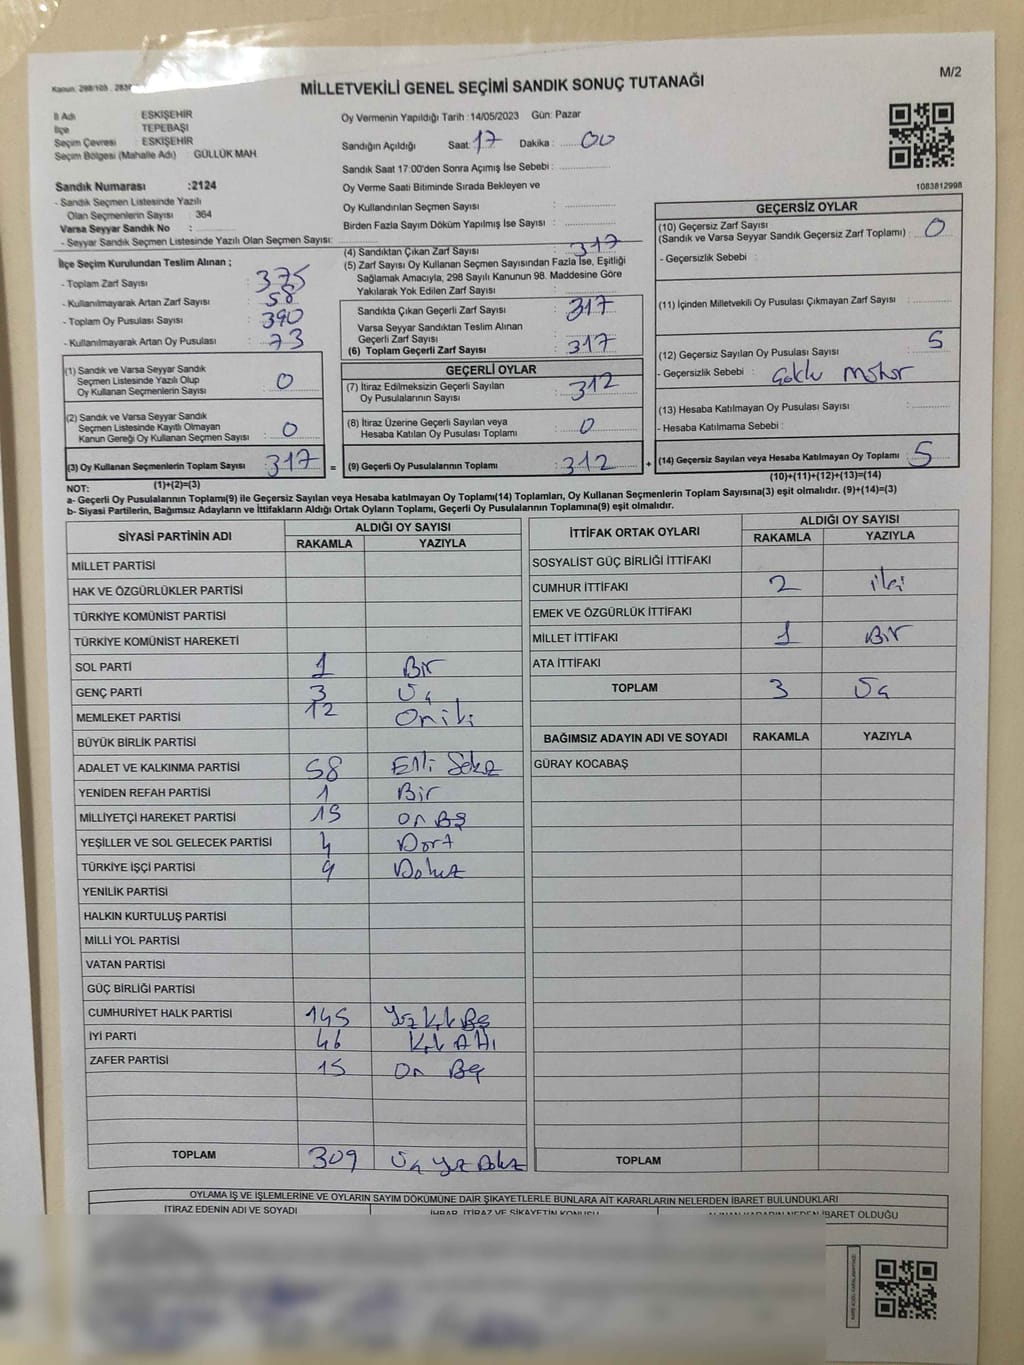 Kanun: 298/105
MİLLETVEKİLİ GENEL SEÇİMİ SANDIK SONUÇ TUTANAĞI
M/2
İl Adı ESKİŞEHİR
İlçe TEPEBAŞI
Seçim Çevresi : ESKİŞEHİR
Seçim Bölgesi (Mahalle Adı) GÜLLÜK MAH
Sandık Numarası :2124
- Sandık Seçmen Listesinde Yazılı
Olan Seçmenlerin Sayısı : 364
Varsa Seyyar Sandık No :
- Seyyar Sandık Seçmen Listesinde Yazılı Olan Seçmen Sayısı:
Oy Vermenin Yapıldığı Tarih :14/05/2023 Gün: Pazar
Sandığın Açıldığı Saat: 17 Dakika : 00
Sandık Saat 17:00'den Sonra Açımış İse Sebebi :
Oy Verme Saati Bitiminde Sırada Bekleyen ve
Oy Kullandırılan Seçmen Sayısı :
Birden Fazla Sayım Döküm Yapılmış İse Sayısı :
1083812998
İlçe Seçim Kurulundan Teslim Alınan ;
- Toplam Zarf Sayısı : 375
- Kullanılmayarak Artan Zarf Sayısı : 58
- Toplam Oy Pusulası Sayısı : 390
- Kullanılmayarak Artan Oy Pusulası : 73
(1) Sandık ve Varsa Seyyar Sandık
Seçmen Listesinde Yazılı Olup
Oy Kullanan Seçmenlerin Sayısı : 0
(2) Sandık ve Varsa Seyyar Sandık
Seçmen Listesinde Kayıtlı Olmayan
Kanun Gereği Oy Kullanan Seçmen Sayısı : 0
(3) Oy Kullanan Seçmenlerin Toplam Sayısı : 317 =
(1)+(2)=(3)
(4) Sandıktan Çıkan Zarf Sayısı : 317
(5) Zarf Sayısı Oy Kullanan Seçmen Sayısından Fazla İse, Eşitliği
Sağlamak Amacıyla, 298 Sayılı Kanunun 98. Maddesine Göre
Yakılarak Yok Edilen Zarf Sayısı :
Sandıkta Çıkan Geçerli Zarf Sayısı : 317
Varsa Seyyar Sandıktan Teslim Alınan
Geçerli Zarf Sayısı :
(6) Toplam Geçerli Zarf Sayısı : 317
GEÇERLİ OYLAR
(7) İtiraz Edilmeksizin Geçerli Sayılan
Oy Pusulalarının Sayısı : 312
(8) İtiraz Üzerine Geçerli Sayılan veya
Hesaba Katılan Oy Pusulası Toplamı : 0
(9) Geçerli Oy Pusulalarının Toplamı : 312 +
GEÇERSİZ OYLAR
(10) Geçersiz Zarf Sayısı
(Sandık ve Varsa Seyyar Sandık Geçersiz Zarf Toplamı) : 0
- Geçersizlik Sebebi :
(11) İçinden Milletvekili Oy Pusulası Çıkmayan Zarf Sayısı :
(12) Geçersiz Sayılan Oy Pusulası Sayısı : 5
- Geçersizlik Sebebi :
(13) Hesaba Katılmayan Oy Pusulası Sayısı :
- Hesaba Katılmama Sebebi :
(14) Geçersiz Sayılan veya Hesaba Katılmayan Oy Toplamı : 5
(10)+(11)+(12)+(13)=(14)
NOT:
a- Geçerli Oy Pusulalarının Toplamı(9) ile Geçersiz Sayılan veya Hesaba katılmayan Oy Toplamı(14) Toplamları, Oy Kullanan Seçmenlerin Toplam Sayısına(3) eşit olmalıdır. (9)+(14)=(3)
b- Siyasi Partilerin, Bağımsız Adayların ve İttifakların Aldığı Ortak Oyların Toplamı, Geçerli Oy Pusulalarının Toplamına(9) eşit olmalıdır.
SİYASİ PARTİNİN ADI ALDIĞI OY SAYISI
RAKAMLA YAZIYLA
MİLLET PARTİSİ
HAK VE ÖZGÜRLÜKLER PARTİSİ
TÜRKİYE KOMÜNİST PARTİSİ
TÜRKİYE KOMÜNİST HAREKETİ
SOL PARTİ 1 Bir
GENÇ PARTİ 3 Üç
MEMLEKET PARTİSİ 12 Oniki
BÜYÜK BİRLİK PARTİSİ
ADALET VE KALKINMA PARTİSİ 58 Elli Sekiz
YENİDEN REFAH PARTİSİ 1 Bir
MİLLİYETÇİ HAREKET PARTİSİ 15 On Beş
YEŞİLLER VE SOL GELECEK PARTİSİ 4 Dört
TÜRKİYE İŞÇİ PARTİSİ 9 Dokuz
YENİLİK PARTİSİ
HALKIN KURTULUŞ PARTİSİ
MİLLİ YOL PARTİSİ
VATAN PARTİSİ
GÜÇ BİRLİĞİ PARTİSİ
CUMHURİYET HALK PARTİSİ 145 Yüz Kırk Beş
İYİ PARTİ 46 Kırk Altı
ZAFER PARTİSİ 15 On Beş
TOPLAM 309 Üç Yüz Dokuz
İTTİFAK ORTAK OYLARI ALDIĞI OY SAYISI
RAKAMLA YAZIYLA
SOSYALİST GÜÇ BİRLİĞİ İTTİFAKI
CUMHUR İTTİFAKI 2 iki
EMEK VE ÖZGÜRLÜK İTTİFAKI
MİLLET İTTİFAKI 1 Bir
ATA İTTİFAKI
TOPLAM 3 Üç
BAĞIMSIZ ADAYIN ADI VE SOYADI RAKAMLA YAZIYLA
GÜRAY KOCABAŞ
TOPLAM
OYLAMA İŞ VE İŞLEMLERİNE VE OYLARIN SAYIM DÖKÜMÜNE DAİR ŞİKAYETLERLE BUNLARA AİT KARARLARIN NELERDEN İBARET BULUNDUKLARI
İTİRAZ EDENİN ADI VE SOYADI İHBAR, İTİRAZ VE ŞİKAYETİN KONUSU ALINAN KARARIN NEDEN İBARET OLDUĞU